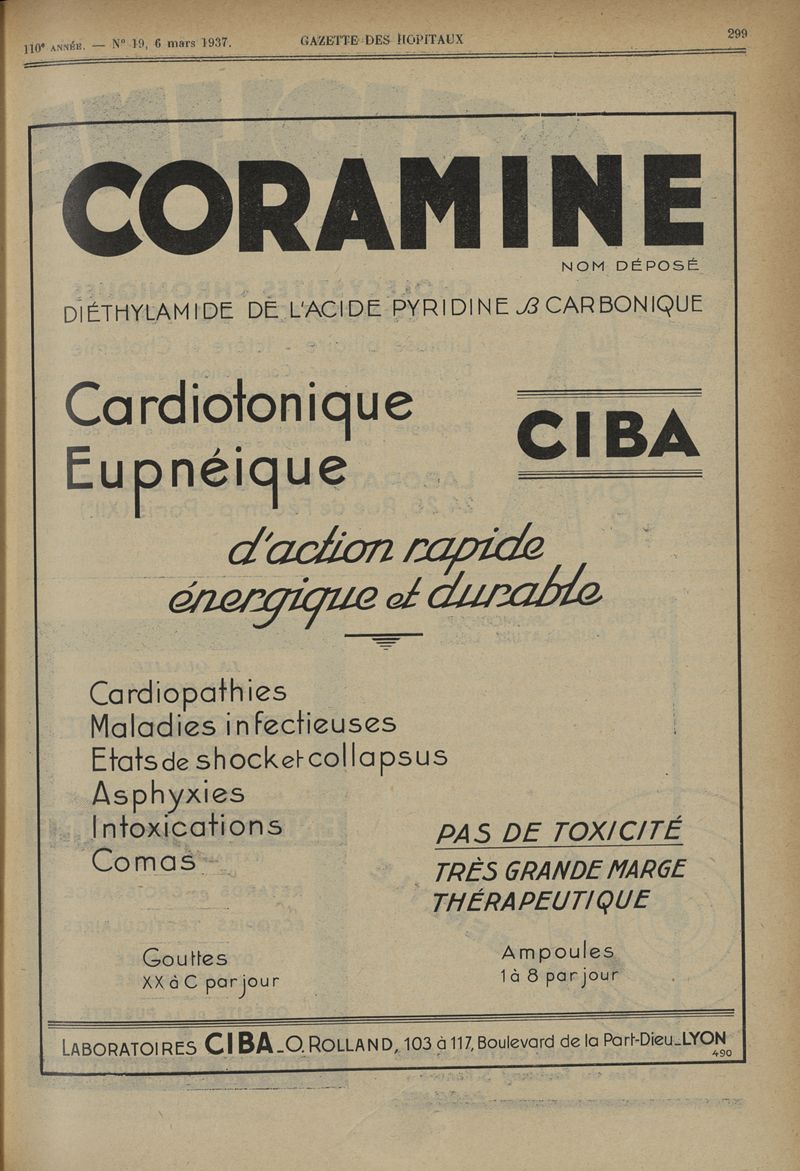 110ᵉ ANNÉE. — N° 19, 6 mars 1937.
GAZETTE DES HOPITAUX
299
CORAMINE
NOM DÉPOSÉ
DIÉTHYLAMIDE DE L'ACIDE PYRIDINE β CARBONIQUE
Cardiotonique
Eupnéique
CIBA
d'action rapide
énergique et durable
Cardiopathies
Maladies infectieuses
Etats de shock et collapsus
Asphyxies
Intoxications
Comas
PAS DE TOXICITÉ
TRÈS GRANDE MARGE
THÉRAPEUTIQUE
Gouttes
XX à C par jour
Ampoules
1 à 8 par jour
LABORATOIRES CIBA_O. ROLLAND, 103 à 117, Boulevard de la Part-Dieu_LYON
490